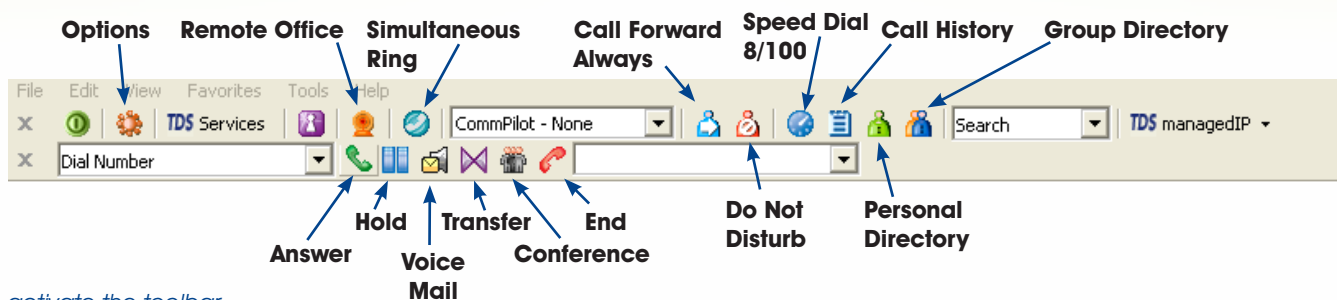 Options
Remote Office
Simultaneous
Ring
Call Forward
Always
Speed Dial
8/100
Call History
Group Directory
File Edit View Favorites Tools Help
x TDS Services CommPilot - None Search TDS managedIP
x Dial Number
Answer
Hold
Voice
Mail
Transfer
Conference
End
Do Not
Disturb
Personal
Directory
activate the toolbar